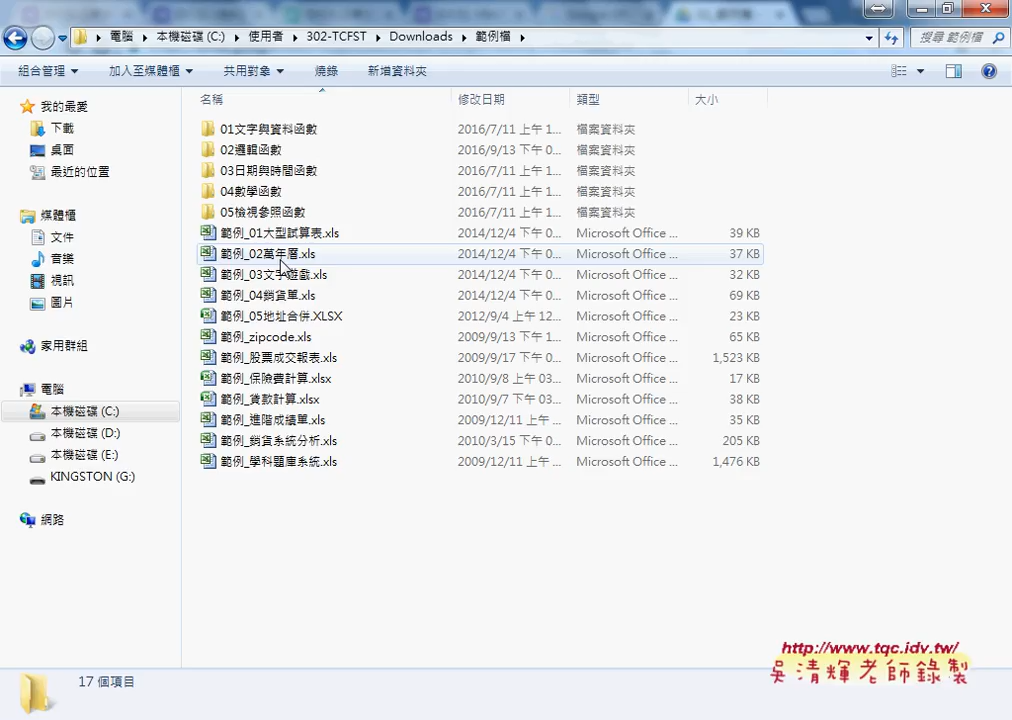 電腦 本機磁碟 (C:) 使用者 302-TCFST Downloads 範例檔 搜尋 範例檔
組合管理 加入至媒體櫃 共用對象 燒錄 新增資料夾
名稱 修改日期 類型 大小
我的最愛
下載
桌面
最近的位置
媒體櫃
文件
音樂
視訊
圖片
家用群組
電腦
本機磁碟 (C:)
本機磁碟 (D:)
本機磁碟 (E:)
KINGSTON (G:)
網路
01文字與資料函數 2016/7/11 上午 1... 檔案資料夾
02邏輯函數 2016/9/13 下午 0... 檔案資料夾
03日期與時間函數 2016/7/11 上午 1... 檔案資料夾
04數學函數 2016/7/11 上午 1... 檔案資料夾
05檢視參照函數 2016/7/11 上午 1... 檔案資料夾
範例_01大型試算表.xls 2014/12/4 下午 0... Microsoft Office ... 39 KB
範例_02萬年曆.xls 2014/12/4 下午 0... Microsoft Office ... 37 KB
範例_03文字遊戲.xls 2014/12/4 下午 0... Microsoft Office ... 32 KB
範例_04銷貨單.xls 2014/12/4 下午 0... Microsoft Office ... 69 KB
範例_05地址合併.XLSX 2012/9/4 上午 12... Microsoft Office ... 23 KB
範例_zipcode.xls 2009/9/13 下午 1... Microsoft Office ... 65 KB
範例_股票成交報表.xls 2009/9/17 下午 0... Microsoft Office ... 1,523 KB
範例_保險費計算.xlsx 2010/9/8 上午 03... Microsoft Office ... 17 KB
範例_貸款計算.xlsx 2010/9/7 下午 03... Microsoft Office ... 38 KB
範例_進階成績單.xls 2009/12/11 上午 ... Microsoft Office ... 35 KB
範例_銷貨系統分析.xls 2010/3/15 下午 0... Microsoft Office ... 205 KB
範例_學科題庫系統.xls 2009/12/11 上午 ... Microsoft Office ... 1,476 KB
http://www.tqc.idv.tw/
吳清輝老師錄製
17 個項目